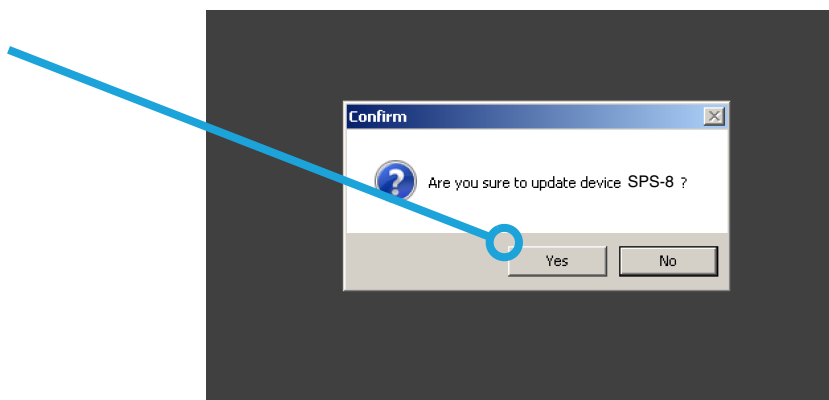 Confirm
Are you sure to update device SPS-8 ?
Yes No